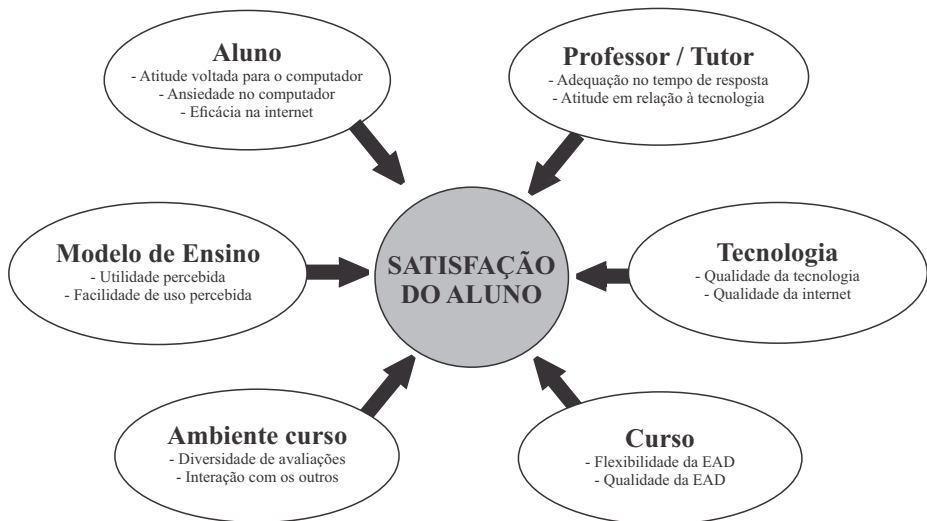 Aluno
- Atitude voltada para o computador
- Ansiedade no computador
- Eficácia na internet
Professor / Tutor
- Adequação no tempo de resposta
- Atitude em relação à tecnologia
Modelo de Ensino
- Utilidade percebida
- Facilidade de uso percebida
SATISFAÇÃO
DO ALUNO
Tecnologia
- Qualidade da tecnologia
- Qualidade da internet
Ambiente curso
- Diversidade de avaliações
- Interação com os outros
Curso
- Flexibilidade da EAD
- Qualidade da EAD